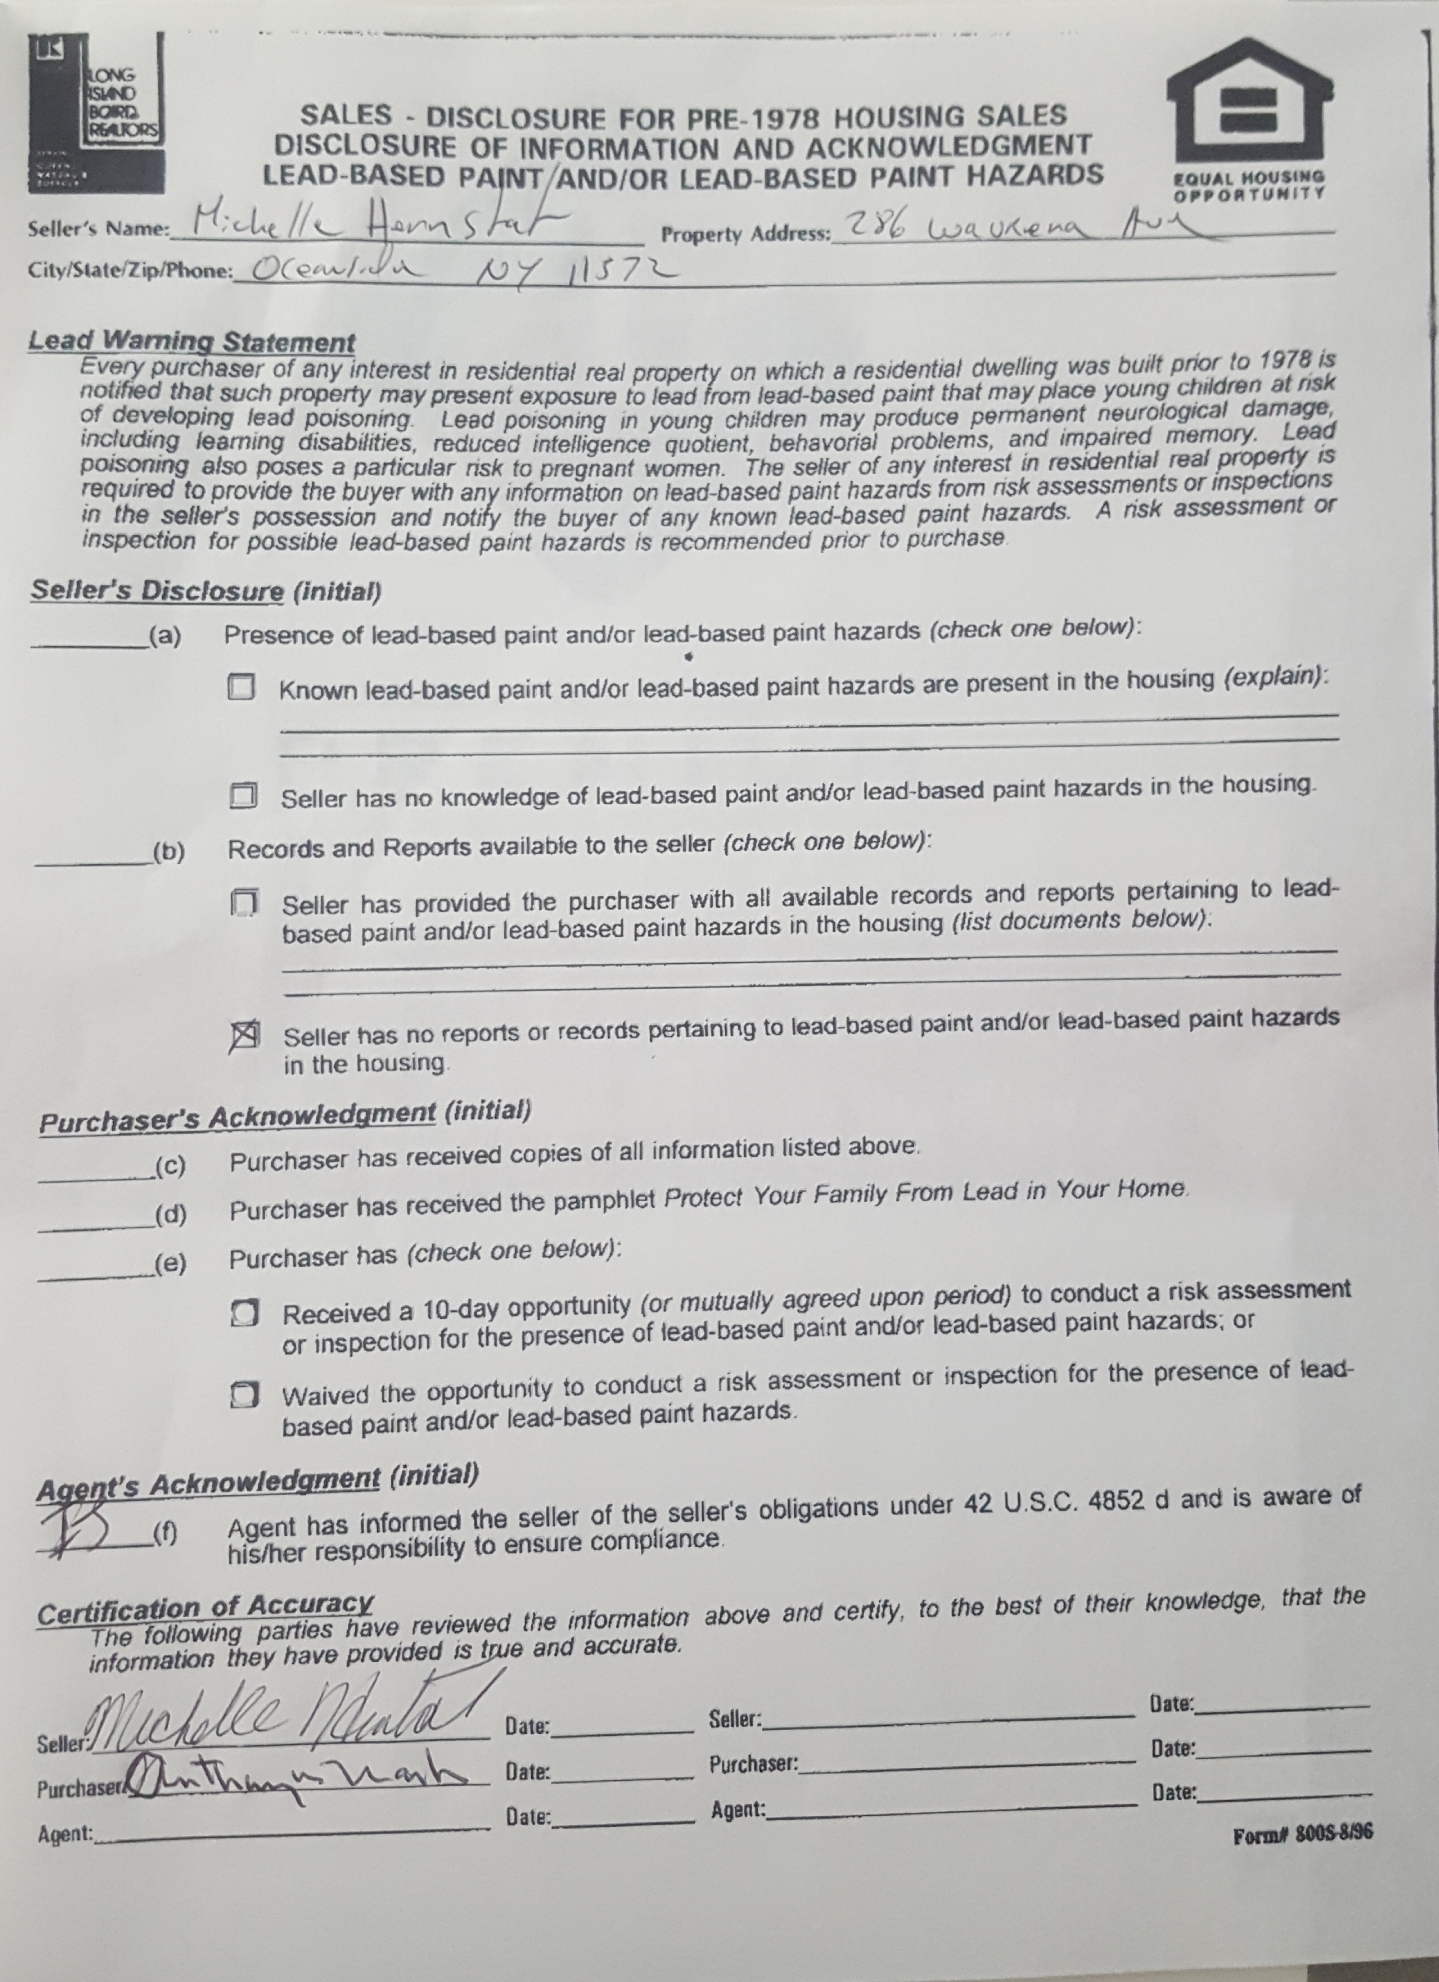 LONG
ISLAND
BOARD
REALTORS
SALES - DISCLOSURE FOR PRE-1978 HOUSING SALES
DISCLOSURE OF INFORMATION AND ACKNOWLEDGMENT
LEAD-BASED PAINT/AND/OR LEAD-BASED PAINT HAZARDS
EQUAL HOUSING
OPPORTUNITY
Seller's Name: Michelle Property Address: 286 Waukena Ave
City/State/Zip/Phone: Oceanside NY 11572
Lead Warning Statement
Every purchaser of any interest in residential real property on which a residential dwelling was built prior to 1978 is
notified that such property may present exposure to lead from lead-based paint that may place young children at risk
of developing lead poisoning. Lead poisoning in young children may produce permanent neurological damage,
including learning disabilities, reduced intelligence quotient, behavorial problems, and impaired memory. Lead
poisoning also poses a particular risk to pregnant women. The seller of any interest in residential real property is
required to provide the buyer with any information on lead-based paint hazards from risk assessments or inspections
in the seller's possession and notify the buyer of any known lead-based paint hazards. A risk assessment or
inspection for possible lead-based paint hazards is recommended prior to purchase.
Seller's Disclosure (initial)
(a) Presence of lead-based paint and/or lead-based paint hazards (check one below):
Known lead-based paint and/or lead-based paint hazards are present in the housing (explain):
Seller has no knowledge of lead-based paint and/or lead-based paint hazards in the housing.
(b) Records and Reports available to the seller (check one below):
Seller has provided the purchaser with all available records and reports pertaining to lead-
based paint and/or lead-based paint hazards in the housing (list documents below):
Seller has no reports or records pertaining to lead-based paint and/or lead-based paint hazards
in the housing.
Purchaser's Acknowledgment (initial)
(c) Purchaser has received copies of all information listed above.
(d) Purchaser has received the pamphlet Protect Your Family From Lead in Your Home.
(e) Purchaser has (check one below):
Received a 10-day opportunity (or mutually agreed upon period) to conduct a risk assessment
or inspection for the presence of lead-based paint and/or lead-based paint hazards; or
Waived the opportunity to conduct a risk assessment or inspection for the presence of lead-
based paint and/or lead-based paint hazards.
Agent's Acknowledgment (initial)
(f) Agent has informed the seller of the seller's obligations under 42 U.S.C. 4852 d and is aware of
his/her responsibility to ensure compliance.
Certification of Accuracy
The following parties have reviewed the information above and certify, to the best of their knowledge, that the
information they have provided is true and accurate.
Seller: Michelle Date: Seller: Date:
Purchaser: Date: Purchaser: Date:
Agent: Date: Agent: Date:
Form# 800S-8/96